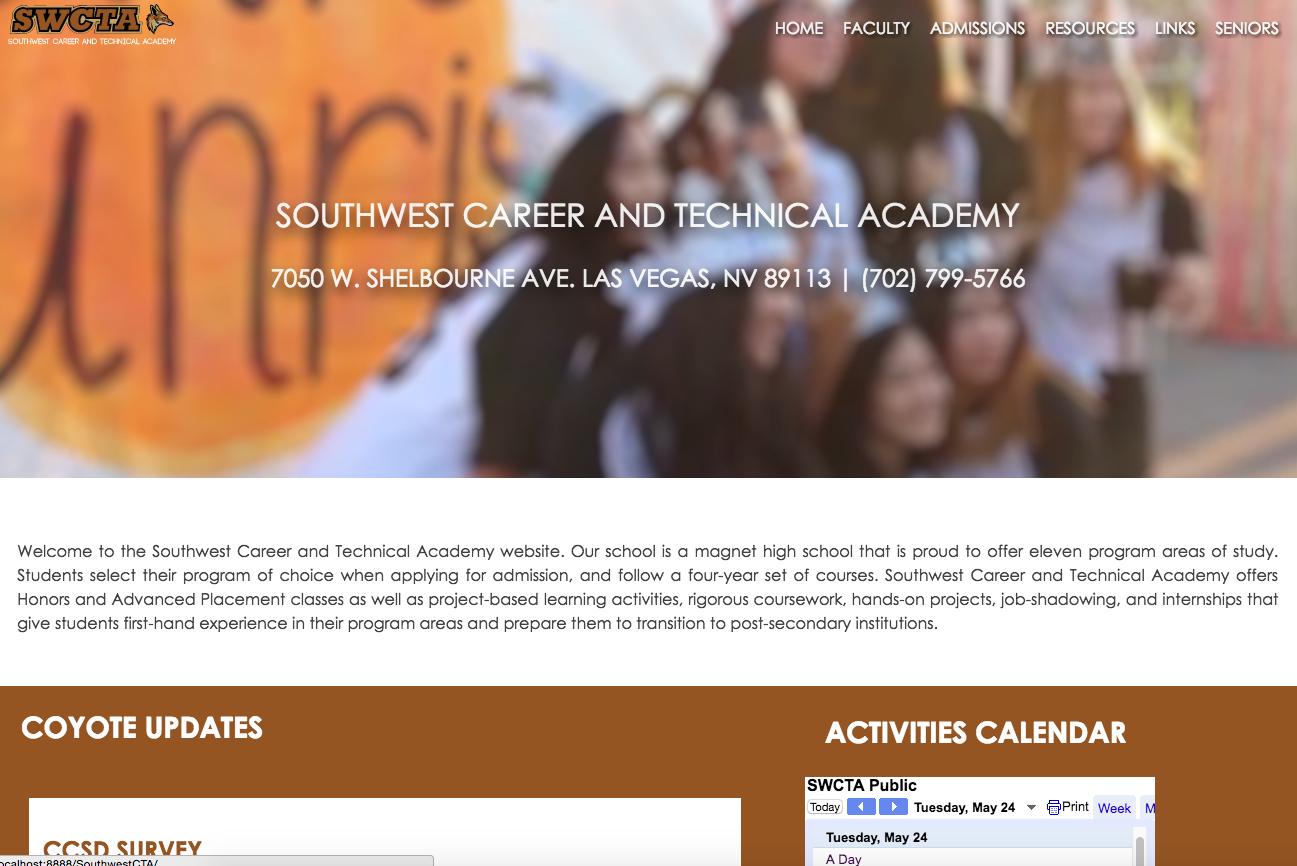 SWCTA
SOUTHWEST CAREER AND TECHNICAL ACADEMY
HOME FACULTY ADMISSIONS RESOURCES LINKS SENIORS
unris
SOUTHWEST CAREER AND TECHNICAL ACADEMY
7050 W. SHELBOURNE AVE. LAS VEGAS, NV 89113 | (702) 799-5766
Welcome to the Southwest Career and Technical Academy website. Our school is a magnet high school that is proud to offer eleven program areas of study.
Students select their program of choice when applying for admission, and follow a four-year set of courses. Southwest Career and Technical Academy offers
Honors and Advanced Placement classes as well as project-based learning activities, rigorous coursework, hands-on projects, job-shadowing, and internships that
give students first-hand experience in their program areas and prepare them to transition to post-secondary institutions.
COYOTE UPDATES
CCSD SURVEY
ACTIVITIES CALENDAR
SWCTA Public
Today Tuesday, May 24 Print Week M
Tuesday, May 24
A Day
ocalhost:8888/SouthwestCTA/